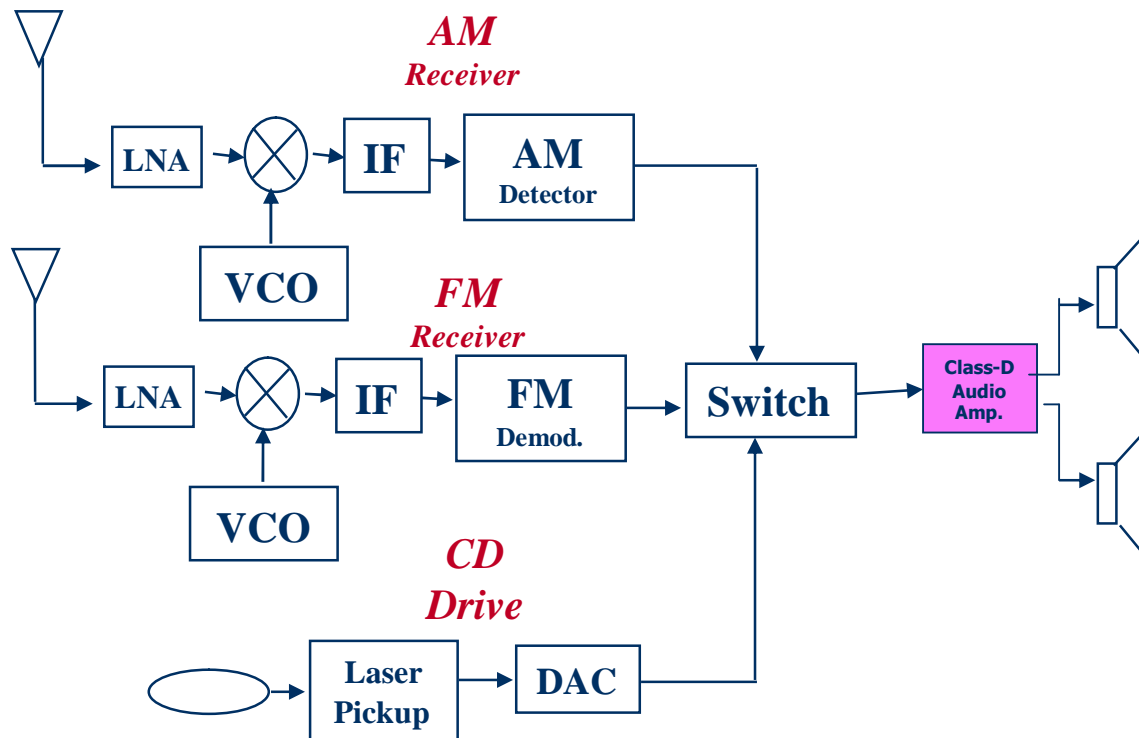 AM
Receiver
LNA
IF
AM
Detector
VCO
FM
Receiver
LNA
IF
FM
Demod.
VCO
Switch
Class-D
Audio
Amp.
CD
Drive
Laser
Pickup
DAC